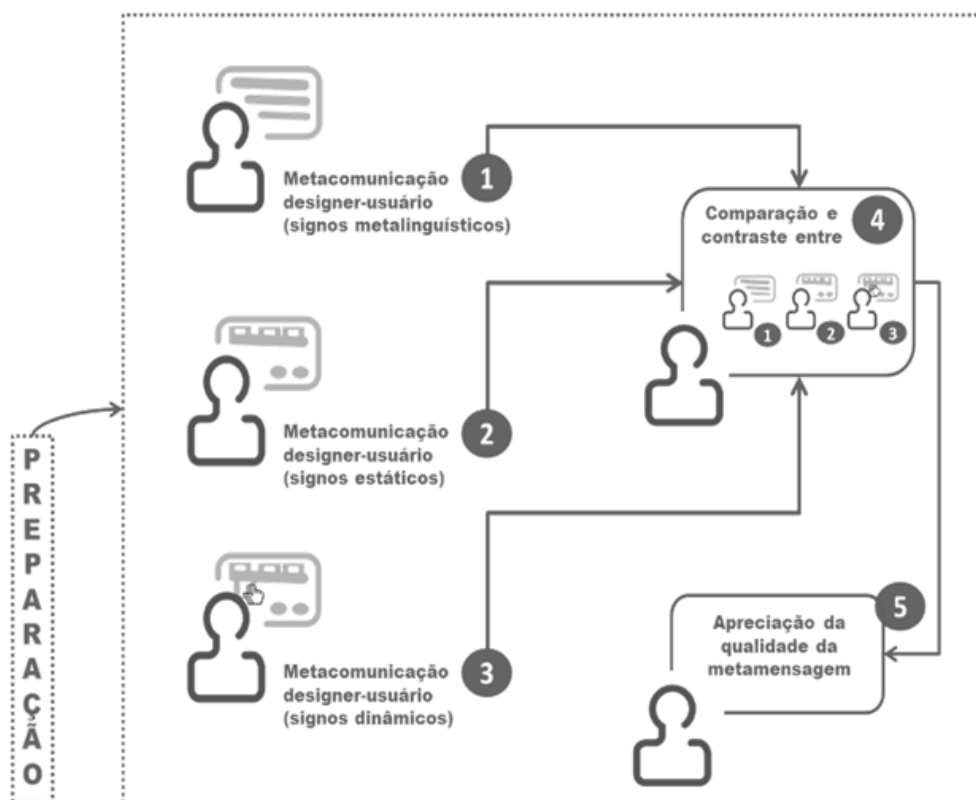 PREPARAÇÃO
Metacomunicação
designer-usuário
(signos metalinguísticos)
1
Metacomunicação
designer-usuário
(signos estáticos)
2
Metacomunicação
designer-usuário
(signos dinâmicos)
3
Comparação e
contraste entre
4
1 2 3
Apreciação da
qualidade da
metamensagem
5